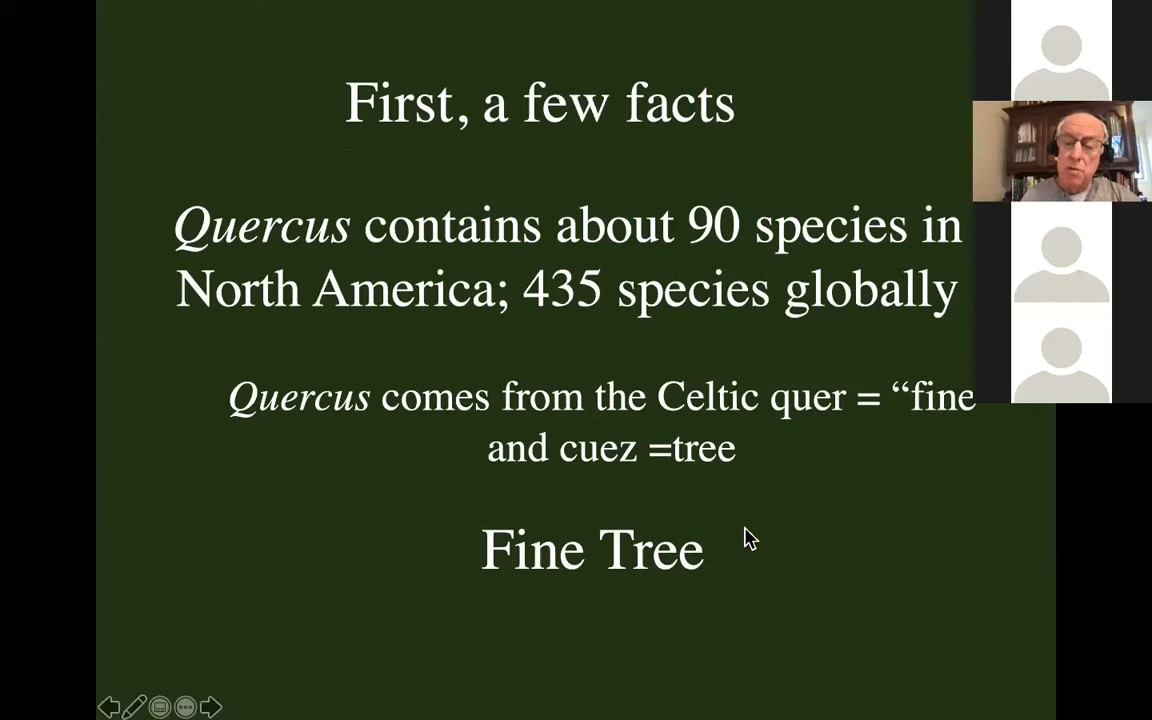 First, a few facts
Quercus contains about 90 species in
North America; 435 species globally
Quercus comes from the Celtic quer = “fine
and cuez =tree
Fine Tree